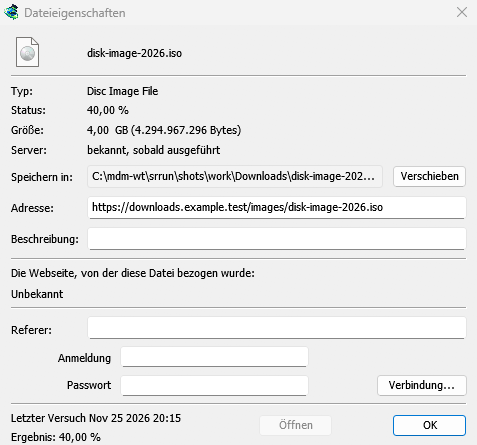 Dateieigenschaften
disk-image-2026.iso
Typ: Disc Image File
Status: 40,00 %
Größe: 4,00 GB (4.294.967.296 Bytes)
Server: bekannt, sobald ausgeführt
Speichern in: C:\mdm-wt\srrun\shots\work\Downloads\disk-image-202... Verschieben
Adresse: https://downloads.example.test/images/disk-image-2026.iso
Beschreibung:
Die Webseite, von der diese Datei bezogen wurde:
Unbekannt
Referer:
Anmeldung
Passwort Verbindung...
Letzter Versuch Nov 25 2026 20:15 Öffnen OK
Ergebnis: 40,00 %